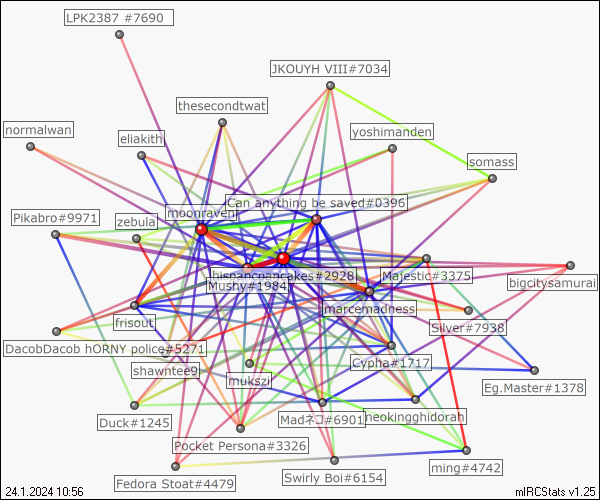 LPK2387 #7690
JKOUYH VIII#7034
thesecondtwat
normalwan
eliakith
yoshimanden
somass
Can anything be saved#0396
moonraveni
Pikabro#9971
zebula
hispanicpancakes#2928
Majestic#3375
bigcitysamurai
Mushy#1984
marcemadness
frisout
Silver#7938
DacobDacob hORNY police#5271
Cypha#1717
shawntee9
mukszi
Eg.Master#1378
Duck#1245
Madネコ#6901
neokingghidorah
Pocket Persona#3326
ming#4742
Fedora Stoat#4479
Swirly Boi#6154
24.1.2024 10:56
mIRCStats v1.25